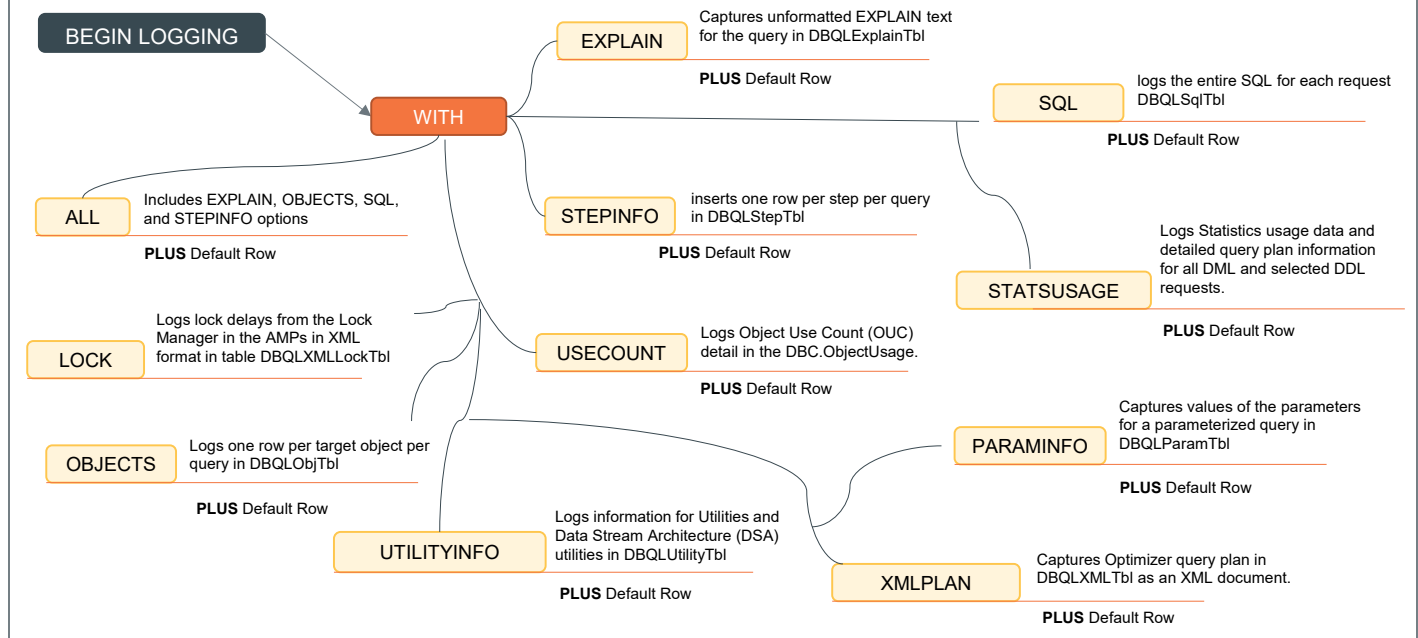 BEGIN LOGGING
WITH
EXPLAIN
Captures unformatted EXPLAIN text
for the query in DBQLExplainTbl
PLUS Default Row
SQL
logs the entire SQL for each request
DBQLSqlTbl
PLUS Default Row
ALL
Includes EXPLAIN, OBJECTS, SQL,
and STEPINFO options
PLUS Default Row
STEPINFO
inserts one row per step per query
in DBQLStepTbl
PLUS Default Row
STATSUSAGE
Logs Statistics usage data and
detailed query plan information
for all DML and selected DDL
requests.
PLUS Default Row
LOCK
Logs lock delays from the Lock
Manager in the AMPs in XML
format in table DBQLXMLLockTbl
USECOUNT
Logs Object Use Count (OUC)
detail in the DBC.ObjectUsage.
PLUS Default Row
OBJECTS
Logs one row per target object per
query in DBQLObjTbl
PLUS Default Row
PARAMINFO
Captures values of the parameters
for a parameterized query in
DBQLParamTbl
PLUS Default Row
UTILITYINFO
Logs information for Utilities and
Data Stream Architecture (DSA)
utilities in DBQLUtilityTbl
PLUS Default Row
XMLPLAN
Captures Optimizer query plan in
DBQLXMLTbl as an XML document.
PLUS Default Row